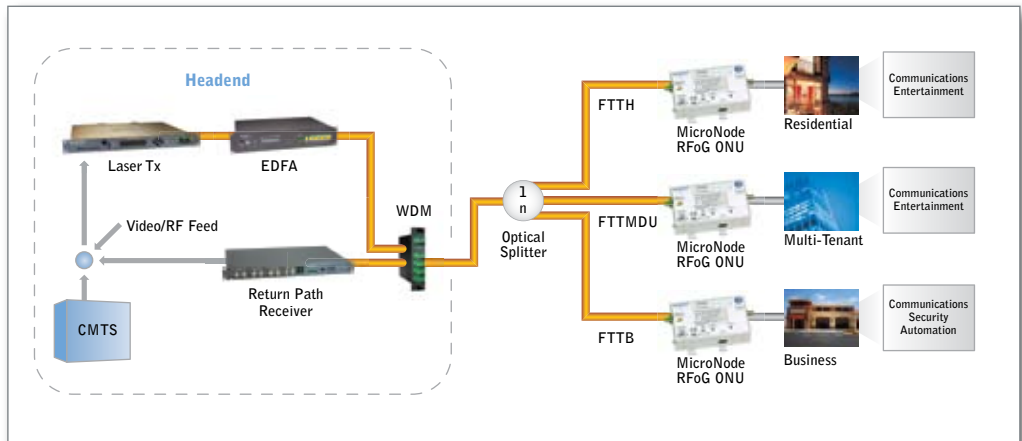 Headend
Laser Tx
EDFA
Video/RF Feed
WDM
Return Path
Receiver
CMTS
1
n
Optical
Splitter
FTTH
MicroNode
RFoG ONU
Residential
Communications
Entertainment
FTTMDU
MicroNode
RFoG ONU
Multi-Tenant
Communications
Entertainment
FTTB
MicroNode
RFoG ONU
Business
Communications
Security
Automation